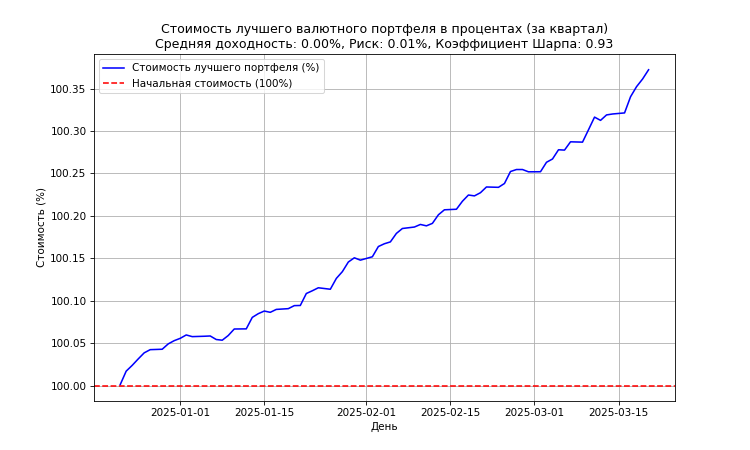 Стоимость лучшего валютного портфеля в процентах (за квартал)
Средняя доходность: 0.00%, Риск: 0.01%, Коэффициент Шарпа: 0.93
Стоимость лучшего портфеля (%)
Начальная стоимость (100%)
Стоимость (%)
100.35
100.30
100.25
100.20
100.15
100.10
100.05
100.00
2025-01-01 2025-01-15 2025-02-01 2025-02-15 2025-03-01 2025-03-15
День